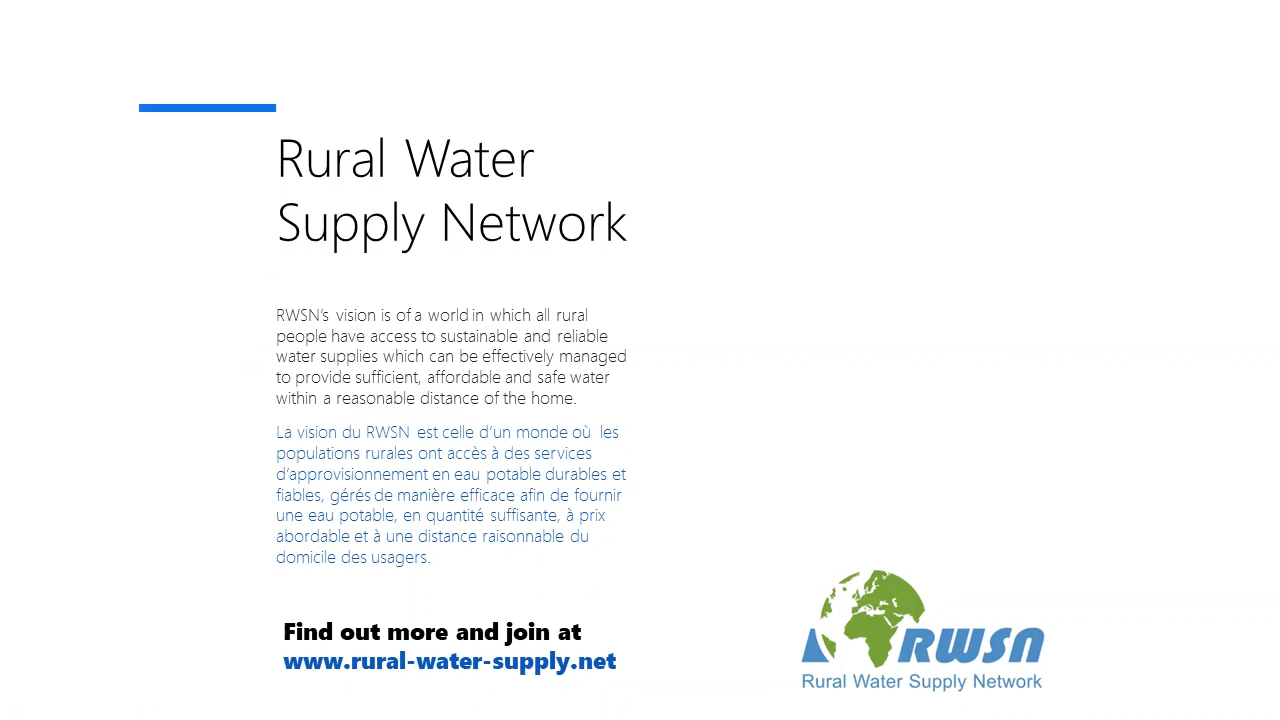 Rural Water
Supply Network
RWSN's vision is of a world in which all rural
people have access to sustainable and reliable
water supplies which can be effectively managed
to provide sufficient, affordable and safe water
within a reasonable distance of the home.
La vision du RWSN est celle d'un monde où les
populations rurales ont accès à des services
d'approvisionnement en eau potable durables et
fiables, gérés de manière efficace afin de fournir
une eau potable, en quantité suffisante, à prix
abordable et à une distance raisonnable du
domicile des usagers.
Find out more and join at
www.rural-water-supply.net
RWSN
Rural Water Supply Network